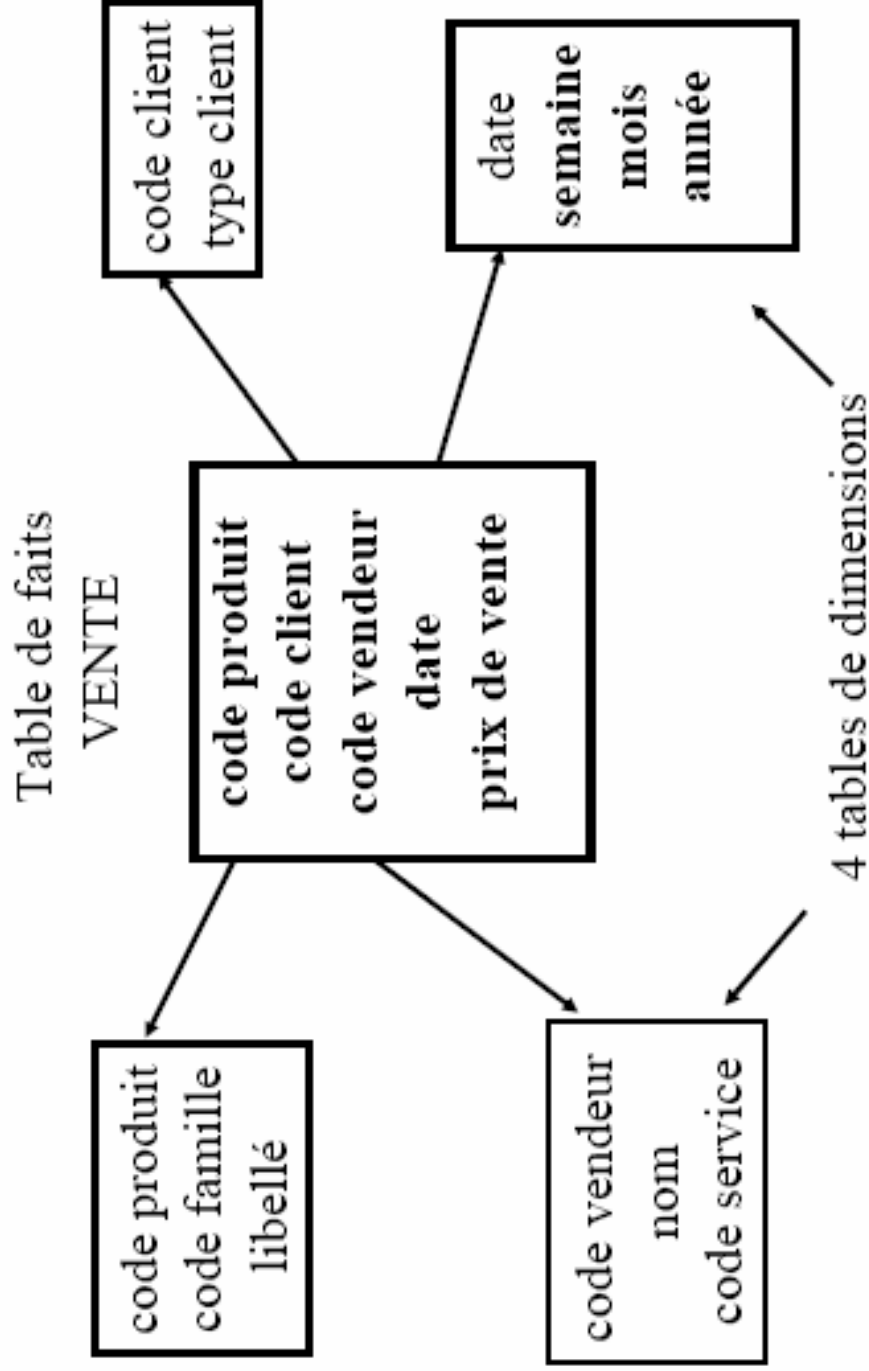 Table de faits
VENTE
code produit
code famille
libellé
code produit
code client
code vendeur
date
prix de vente
code client
type client
code vendeur
nom
code service
date
semaine
mois
année
4 tables de dimensions